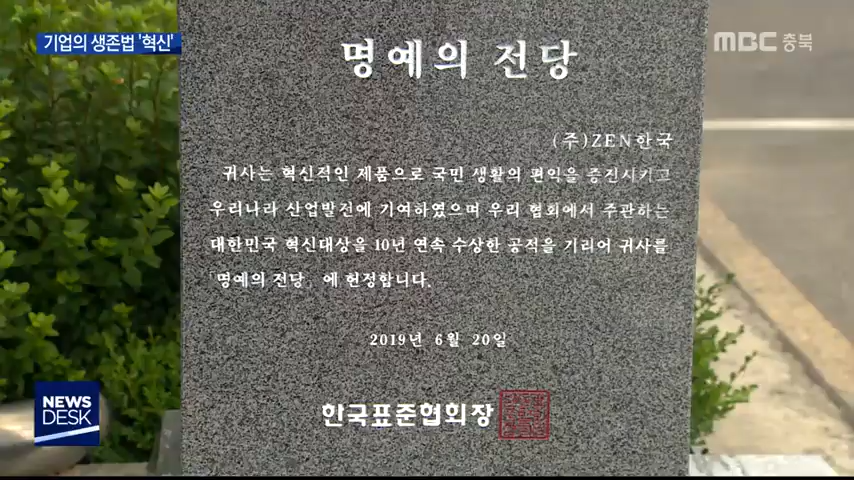 기업의 생존법 '혁신'
MBC 충북
명예의 전당
(주)ZEN한국
귀사는 혁신적인 제품으로 국민 생활의 편익을 증진시키고
우리나라 산업발전에 기여하였으며 우리 협회에서 주관하는
대한민국 혁신대상을 10년 연속 수상한 공적을 기리어 귀사를
「명예의 전당」에 헌정합니다.
2019년 6월 20일
한국표준협회장
NEWS
DESK